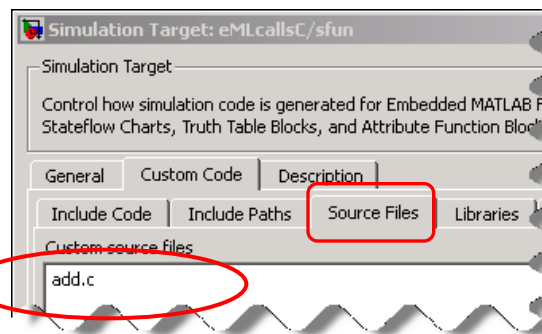 Simulation Target: eMLcallsC/sfun
Simulation Target
Control how simulation code is generated for Embedded MATLAB
Stateflow Charts, Truth Table Blocks, and Attribute Function
General Custom Code Description
Include Code Include Paths Source Files Libraries
Custom source files
add.c